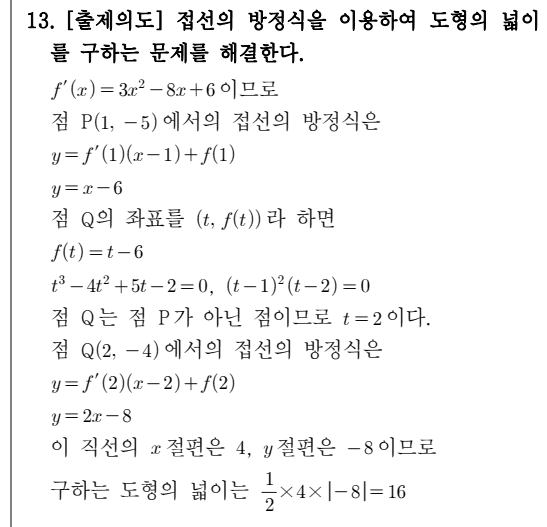 13. [출제의도] 접선의 방정식을 이용하여 도형의 넓이
를 구하는 문제를 해결한다.
f′(x)=3x²−8x+6이므로
점 P(1, −5)에서의 접선의 방정식은
y=f′(1)(x−1)+f(1)
y=x−6
점 Q의 좌표를 (t, f(t))라 하면
f(t)=t−6
t³−4t²+5t−2=0, (t−1)²(t−2)=0
점 Q는 점 P가 아닌 점이므로 t=2이다.
점 Q(2, −4)에서의 접선의 방정식은
y=f′(2)(x−2)+f(2)
y=2x−8
이 직선의 x절편은 4, y절편은 −8이므로
구하는 도형의 넓이는 1/2×4×|−8|=16